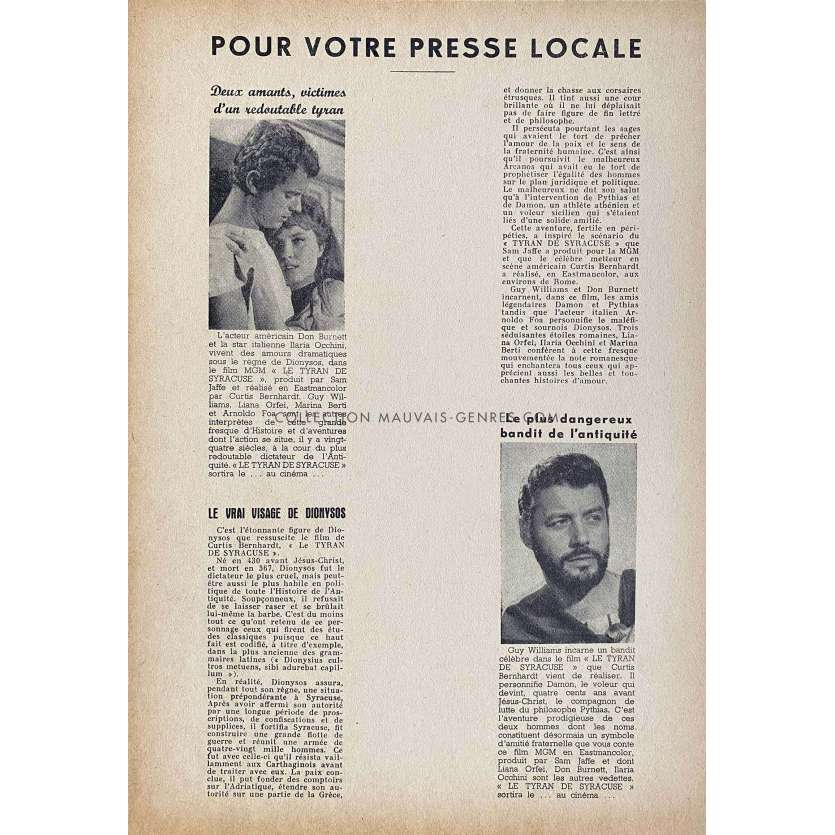 POUR VOTRE PRESSE LOCALE
Deux amants, victimes
d'un redoutable tyran
L'acteur américain Don Burnett
et la star italienne Ilaria Occhini,
vivent des amours dramatiques
sous le règne de Dionysos, dans
le film MGM « LE TYRAN DE
SYRACUSE », produit par Sam
Jaffe et réalisé en Eastmancolor
par Curtis Bernhardt. Guy Wil-
liams, Liana Orfei, Marina Berti
et Arnoldo Foa sont les autres
interprètes de cette grande
fresque d'Histoire et d'aventures
dont l'action se situe, il y a vingt-
quatre siècles, à la cour du plus
redoutable dictateur de l'Anti-
quité. « LE TYRAN DE SYRACUSE »
sortira le ... au cinéma ...
LE VRAI VISAGE DE DIONYSOS
C'est l'étonnante figure de Dio-
nysos que ressuscite le film de
Curtis Bernhardt, « Le TYRAN
DE SYRACUSE ».
Né en 430 avant Jésus-Christ,
et mort en 367, Dionysos fut le
dictateur le plus cruel, mais peut-
être aussi le plus habile en poli-
tique de toute l'Histoire de l'An-
tiquité. Soupçonneux, il refusait
de se laisser raser et se brûlait
lui-même la barbe. C'est du moins
tout ce qu'ont retenu de ce per-
sonnage ceux qui firent des étu-
des classiques puisque ce haut
fait est codifié, à titre d'exemple,
dans la plus ancienne des gram-
maires latines (« Dionysius cul-
tros metuens, sibi adurebat capil-
lum »).
En réalité, Dionysos assura,
pendant tout son règne, une situa-
tion prépondérante à Syracuse.
Après avoir affermi son autorité
par une longue période de pros-
criptions, de confiscations et de
supplices, il fortifia Syracuse, fit
construire une grande flotte de
guerre et réunit une armée de
quatre-vingt mille hommes. Ce
fut avec celle-ci qu'il résista vail-
lamment aux Carthaginois avant
de traiter avec eux. La paix con-
clue, il put fonder des comptoirs
sur l'Adriatique, étendre son au-
torité sur une partie de la Grèce,
et donner la chasse aux corsaires
étrusques. Il tint aussi une cour
brillante où il ne lui déplaisait
pas de faire figure de fin lettré
et de philosophe.
Il persécuta pourtant les sages
qui avaient le tort de prêcher
l'amour de la paix et le sens de
la fraternité humaine. C'est ainsi
qu'il poursuivit le malheureux
Arcanos qui avait eu le tort de
prophétiser l'égalité des hommes
sur le plan juridique et politique.
Le malheureux ne dut son salut
qu'à l'intervention de Pythias et
de Damon, un athlète athénien et
un voleur sicilien qui s'étaient
liés d'une solide amitié.
Cette aventure, fertile en péri-
péties, a inspiré le scénario du
« TYRAN DE SYRACUSE » que
Sam Jaffe a produit pour la MGM
et que le célèbre metteur en
scène américain Curtis Bernhardt
a réalisé, en Eastmancolor, aux
environs de Rome.
Guy Williams et Don Burnett
incarnent, dans ce film, les amis
légendaires Damon et Pythias
tandis que l'acteur italien Ar-
noldo Foa personnifie le maléfi-
que et sournois Dionysos. Trois
séduisantes étoiles romaines, Lia-
na Orfei, Ilaria Occhini et Marina
Berti confèrent à cette fresque
mouvementée la note romanesque
qui enchantera tous ceux qui ap-
précient aussi les belles et tou-
chantes histoires d'amour.
COLLECTION MAUVAIS-GENRES.COM
Le plus dangereux
bandit de l'antiquité
Guy Williams incarne un bandit
célèbre dans le film « LE TYRAN
DE SYRACUSE » que Curtis
Bernhardt vient de réaliser. Il
personnifie Damon, le voleur qui
devint, quatre cents ans avant
Jésus-Christ, le compagnon de
lutte du philosophe Pythias. C'est
l'aventure prodigieuse de ces
deux hommes dont les noms
constituent désormais un symbole
d'amitié fraternelle que vous conte
ce film MGM en Eastmancolor,
produit par Sam Jaffe et dont
Liana Orfei, Don Burnett, Ilaria
Occhini sont les autres vedettes.
« LE TYRAN DE SYRACUSE »
sortira le ... au cinéma ...